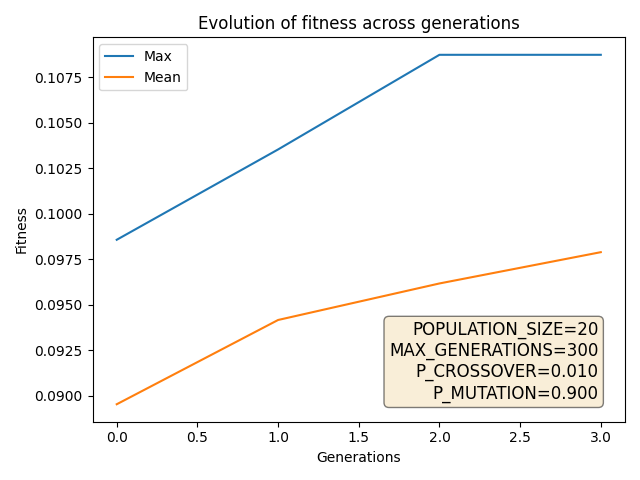 Evolution of fitness across generations
Max
Mean
0.1075
0.1050
0.1025
0.1000
0.0975
0.0950
0.0925
0.0900
Fitness
POPULATION_SIZE=20
MAX_GENERATIONS=300
P_CROSSOVER=0.010
P_MUTATION=0.900
0.0 0.5 1.0 1.5 2.0 2.5 3.0
Generations